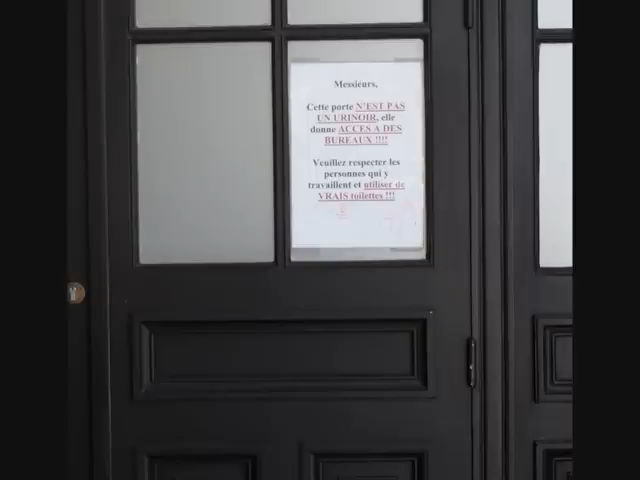 Messieurs,
Cette porte N'EST PAS
UN URINOIR, elle
donne ACCES A DES
BUREAUX !!!!
Veuillez respecter les
personnes qui y
travaillent et utiliser de
VRAIS toilettes !!!